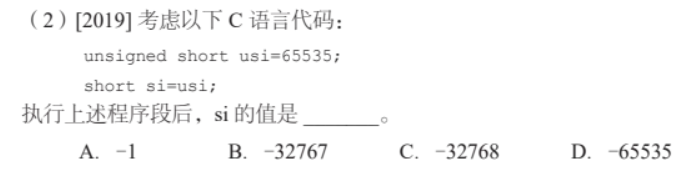 （2）[2019] 考虑以下 C 语言代码：
unsigned short usi=65535;
short si=usi;
执行上述程序段后，si 的值是 ______。
A. -1 B. -32767 C. -32768 D. -65535